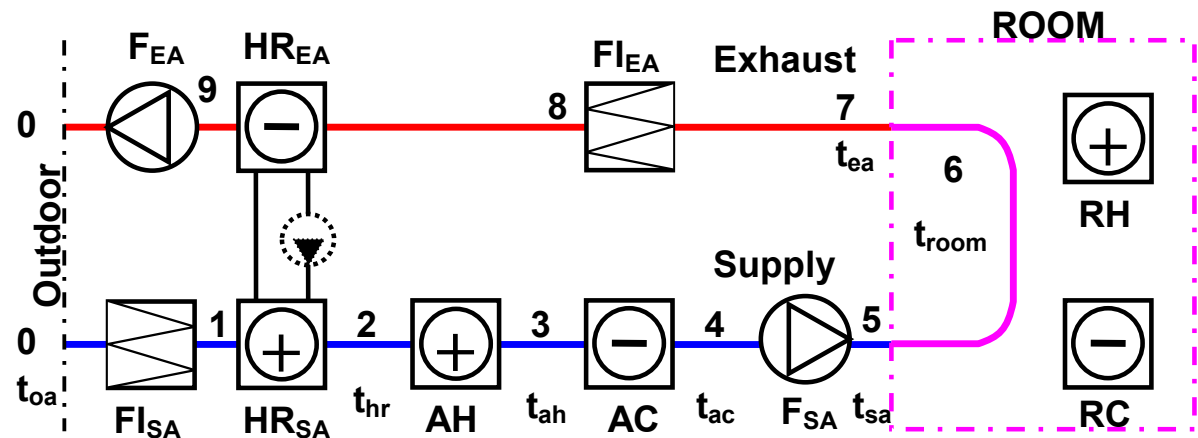 ROOM
F_EA
HR_EA
FI_EA
Exhaust
9
8
7
0
+
−
t_ea
6
RH
Outdoor
t_room
Supply
0
1
2
3
4
5
+
+
−
−
t_oa
FI_SA
HR_SA
t_hr
AH
t_ah
AC
t_ac
F_SA
t_sa
RC